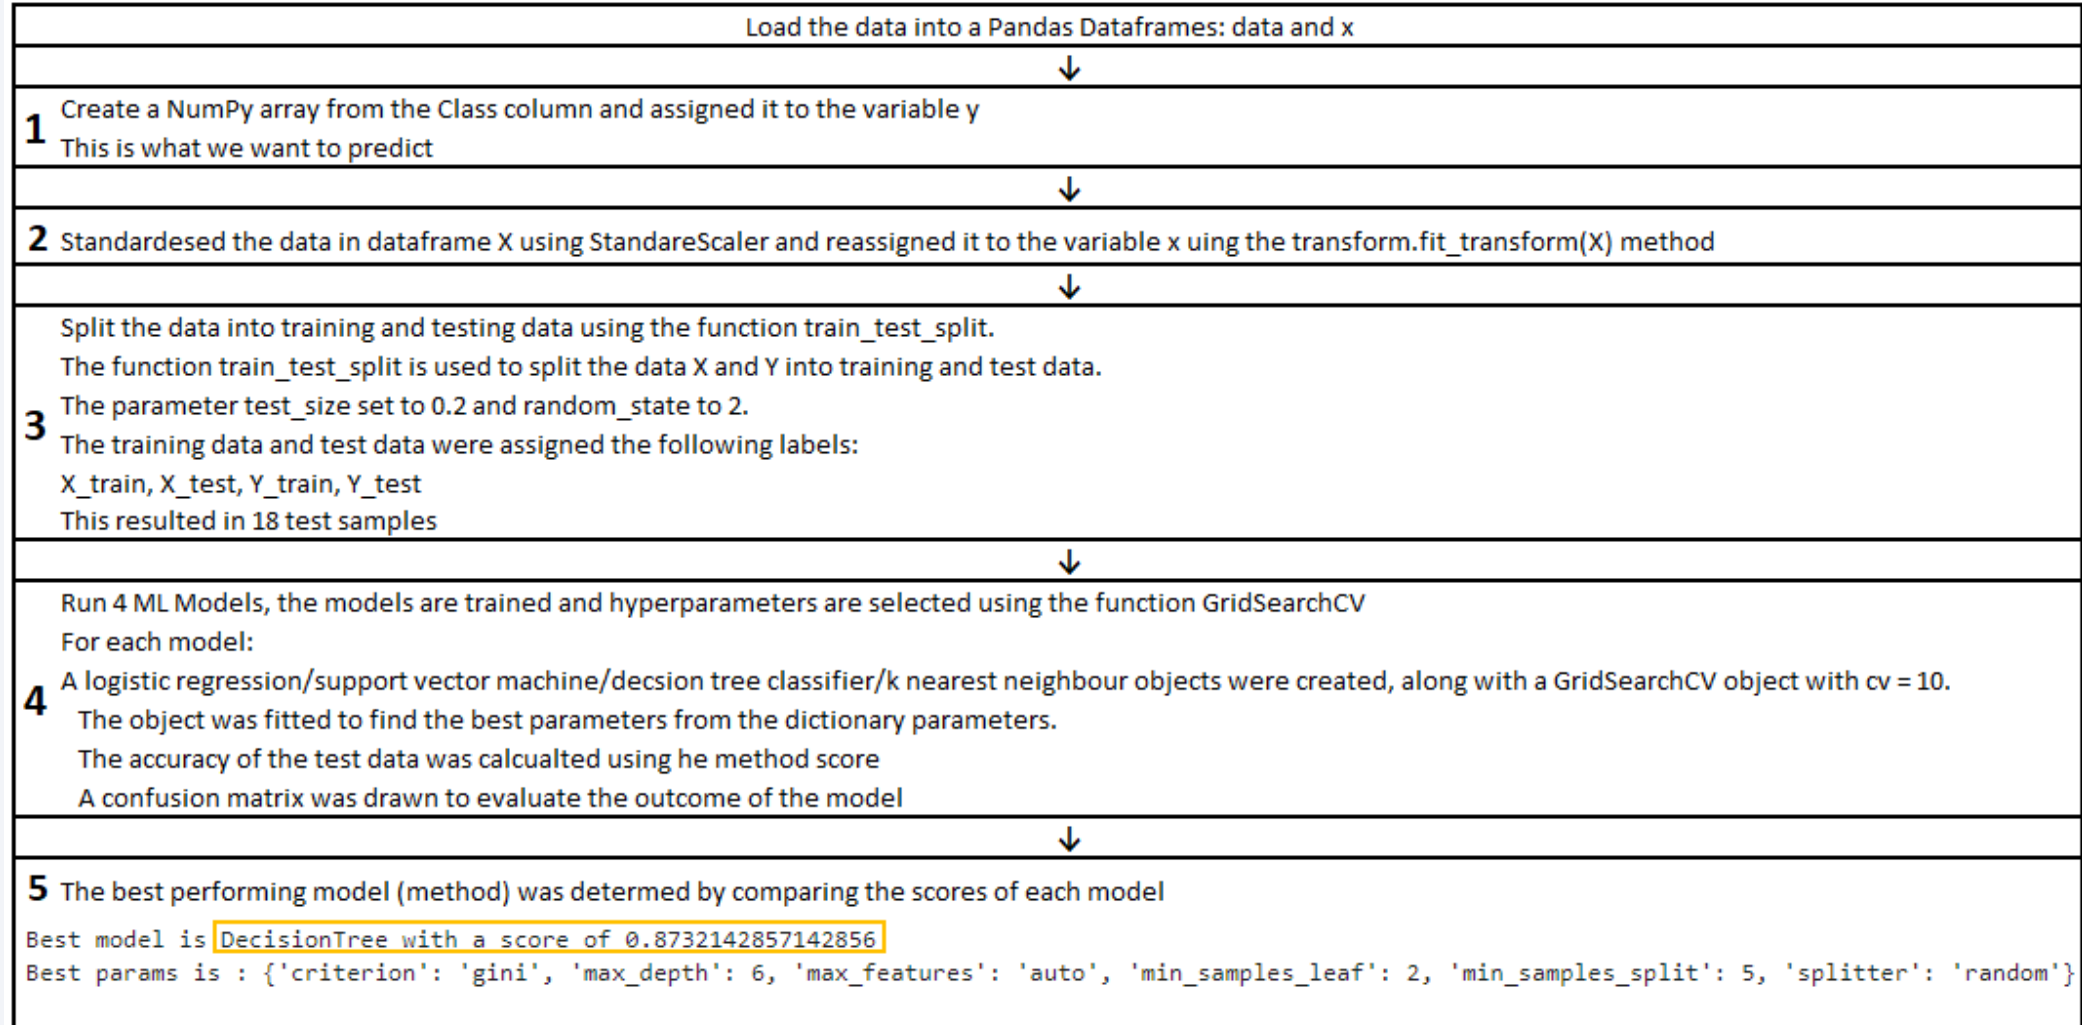 Load the data into a Pandas Dataframes: data and x
↓
1
Create a NumPy array from the Class column and assigned it to the variable y
This is what we want to predict
↓
2 Standardesed the data in dataframe X using StandareScaler and reassigned it to the variable x uing the transform.fit_transform(X) method
↓
3
Split the data into training and testing data using the function train_test_split.
The function train_test_split is used to split the data X and Y into training and test data.
The parameter test_size set to 0.2 and random_state to 2.
The training data and test data were assigned the following labels:
X_train, X_test, Y_train, Y_test
This resulted in 18 test samples
↓
4
Run 4 ML Models, the models are trained and hyperparameters are selected using the function GridSearchCV
For each model:
A logistic regression/support vector machine/decsion tree classifier/k nearest neighbour objects were created, along with a GridSearchCV object with cv = 10.
The object was fitted to find the best parameters from the dictionary parameters.
The accuracy of the test data was calcualted using he method score
A confusion matrix was drawn to evaluate the outcome of the model
↓
5 The best performing model (method) was determed by comparing the scores of each model
Best model is DecisionTree with a score of 0.8732142857142856
Best params is : {'criterion': 'gini', 'max_depth': 6, 'max_features': 'auto', 'min_samples_leaf': 2, 'min_samples_split': 5, 'splitter': 'random'}